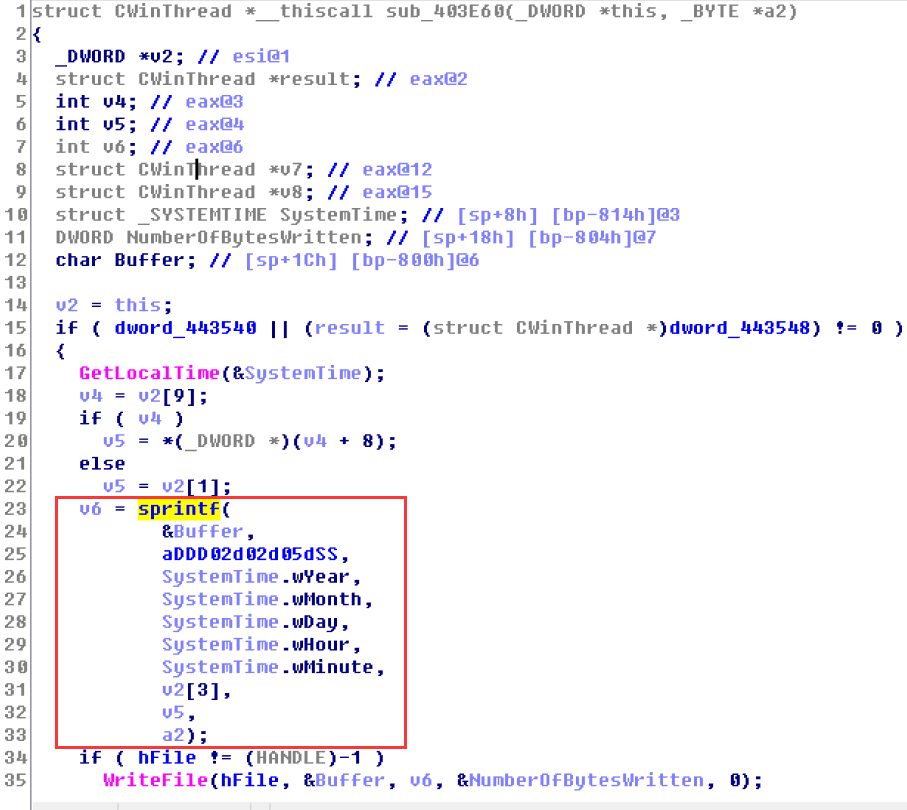 1 struct CWinThread *__thiscall sub_403E60(_DWORD *this, _BYTE *a2)
2 {
3 _DWORD *v2; // esi@1
4 struct CWinThread *result; // eax@2
5 int v4; // eax@3
6 int v5; // eax@4
7 int v6; // eax@6
8 struct CWinThread *v7; // eax@12
9 struct CWinThread *v8; // eax@15
10 struct _SYSTEMTIME SystemTime; // [sp+8h] [bp-814h]@3
11 DWORD NumberOfBytesWritten; // [sp+18h] [bp-804h]@7
12 char Buffer; // [sp+1Ch] [bp-800h]@6
13
14 v2 = this;
15 if ( dword_443540 || (result = (struct CWinThread *)dword_443548) != 0 )
16 {
17 GetLocalTime(&SystemTime);
18 v4 = v2[9];
19 if ( v4 )
20 v5 = *(_DWORD *)(v4 + 8);
21 else
22 v5 = v2[1];
23 v6 = sprintf(
24 &Buffer,
25 aDDD02d02d05dSS,
26 SystemTime.wYear,
27 SystemTime.wMonth,
28 SystemTime.wDay,
29 SystemTime.wHour,
30 SystemTime.wMinute,
31 v2[3],
32 v5,
33 a2);
34 if ( hFile != (HANDLE)-1 )
35 WriteFile(hFile, &Buffer, v6, &NumberOfBytesWritten, 0);